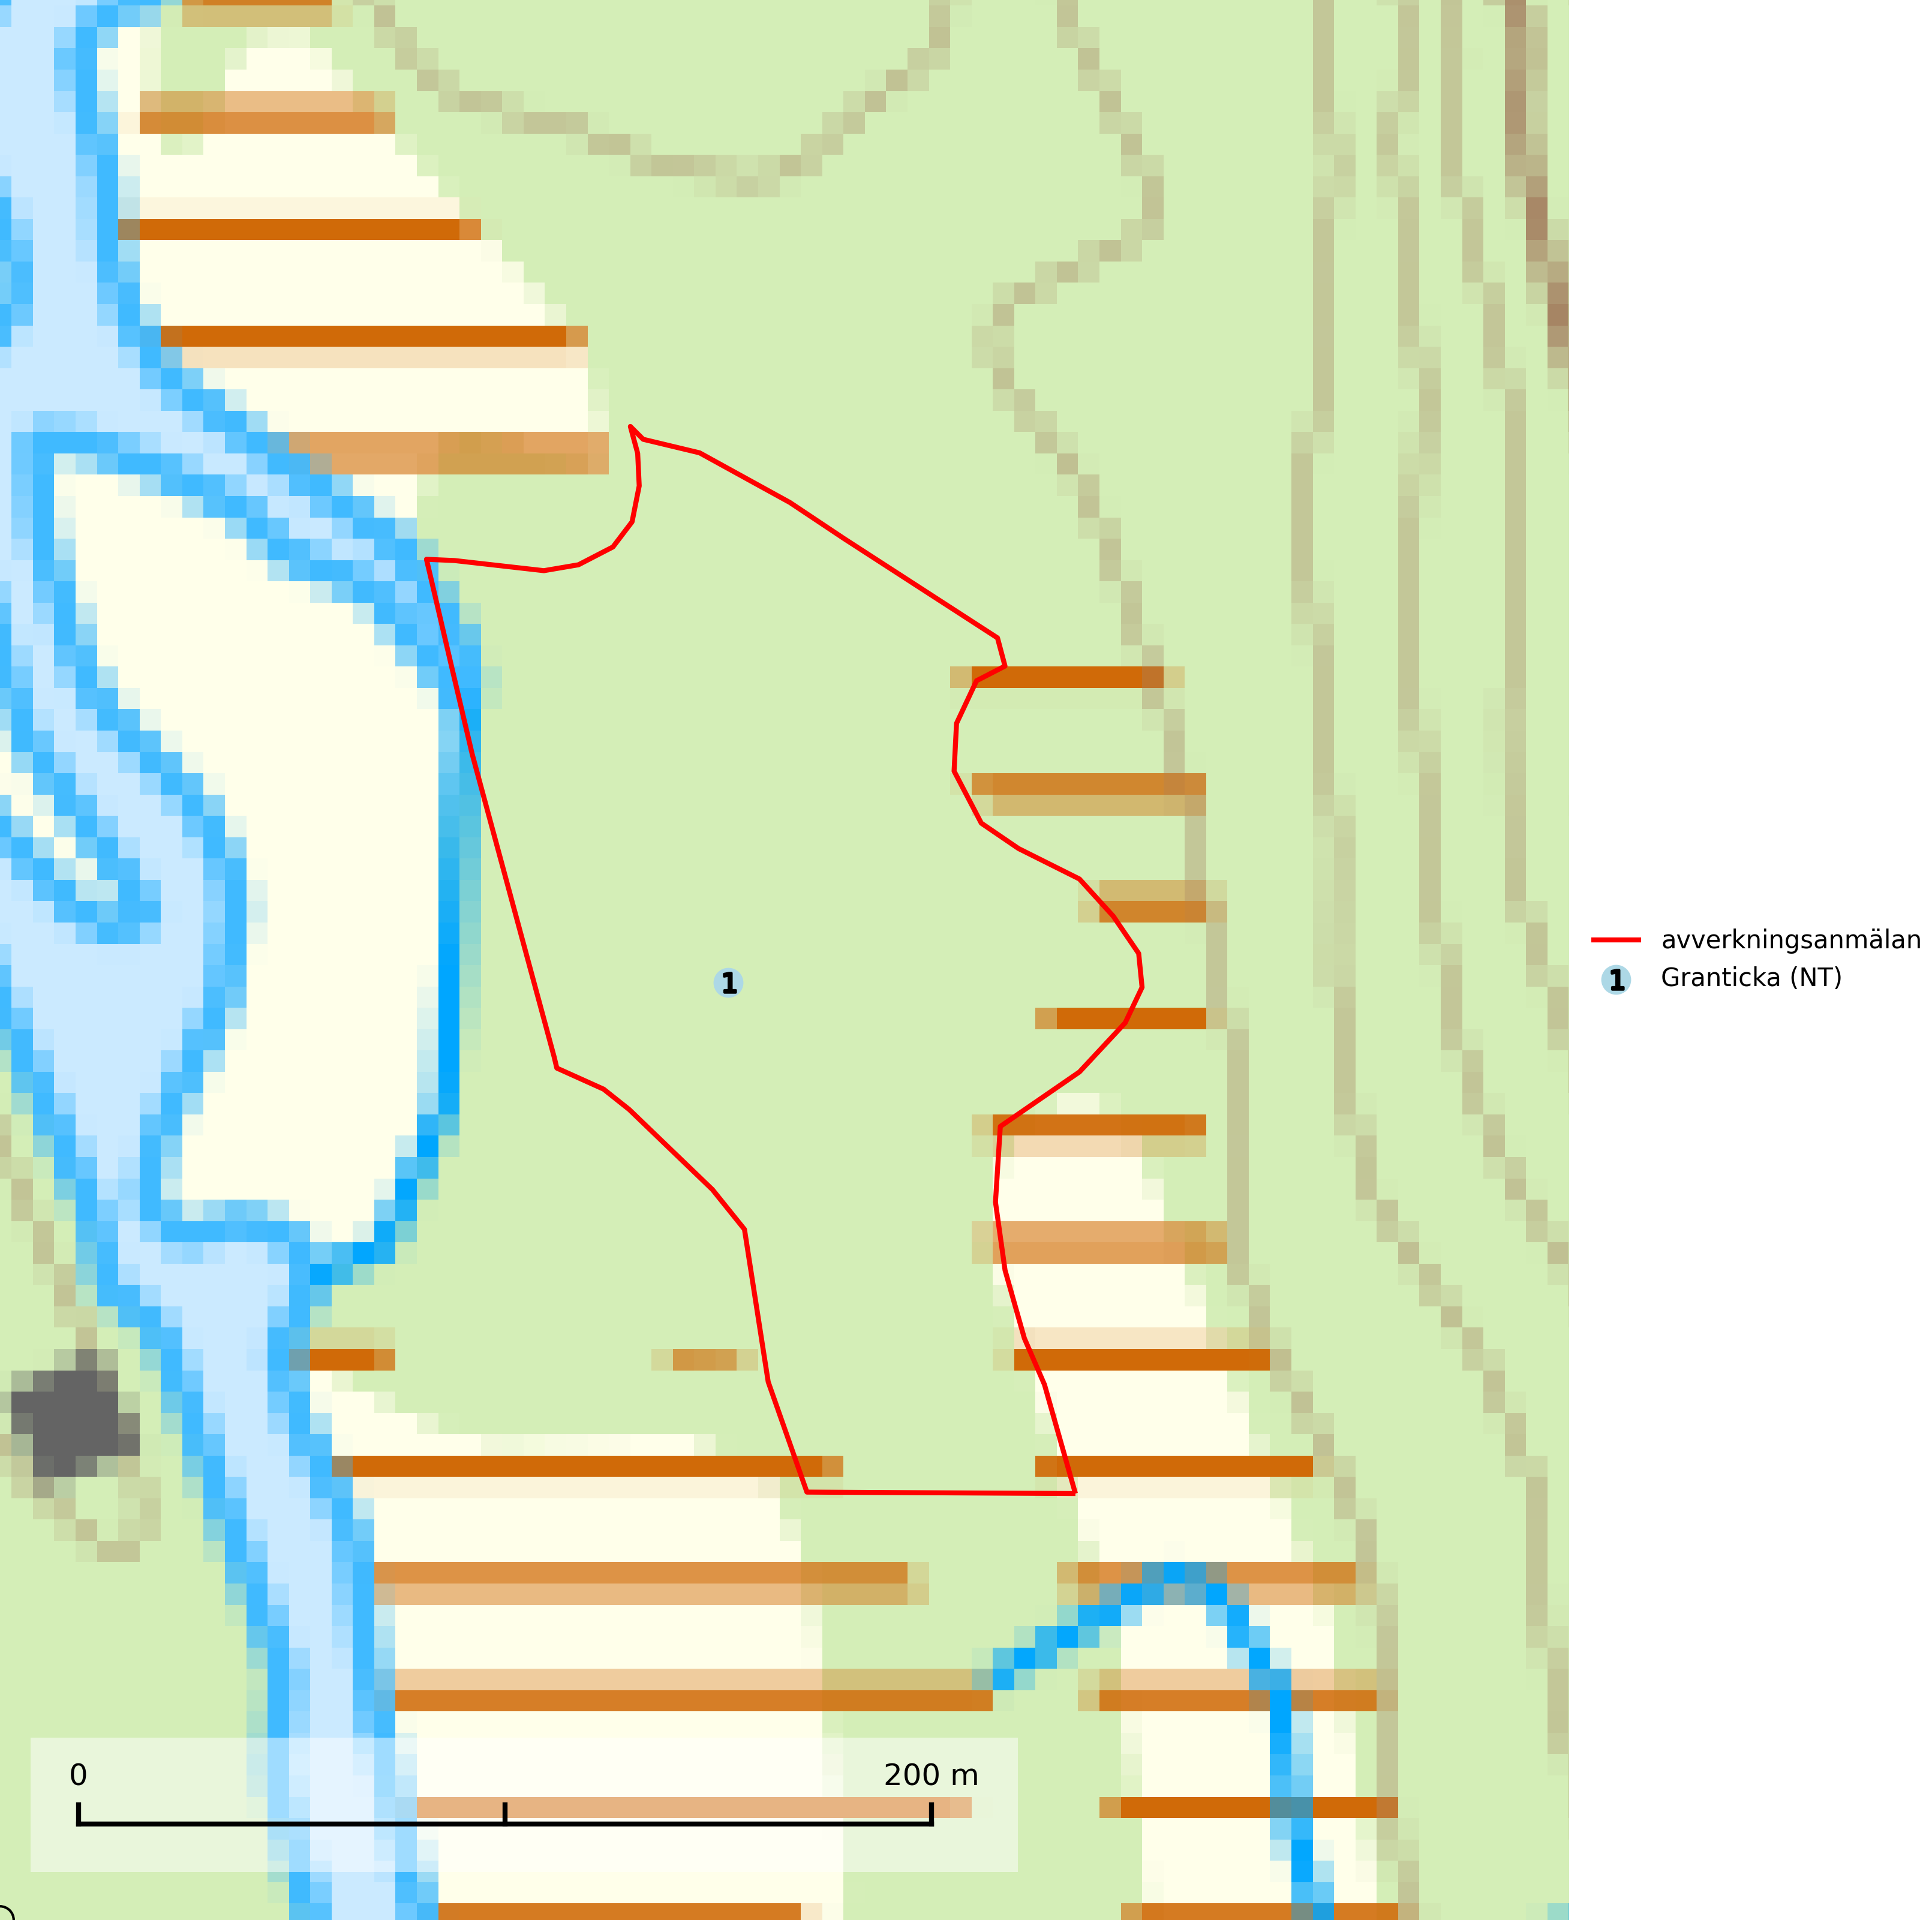 1
avverkningsanmälan
1 Granticka (NT)
0 200 m